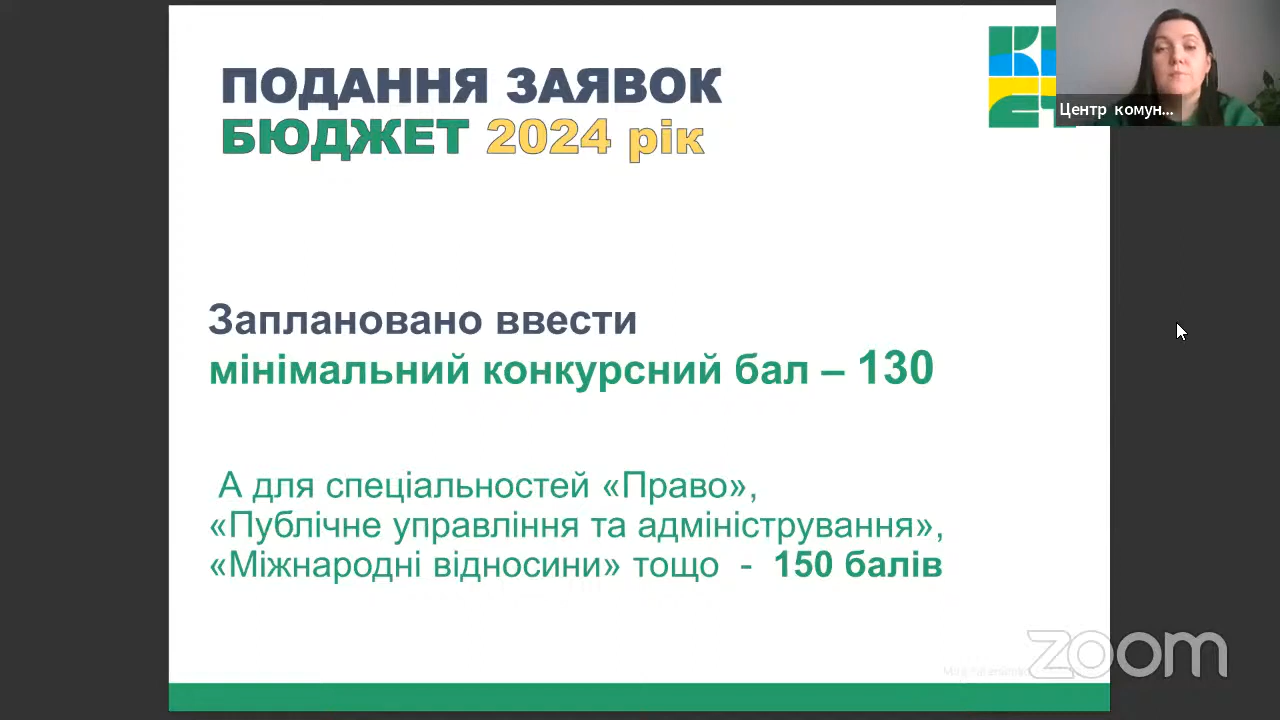 ПОДАННЯ ЗАЯВОК
БЮДЖЕТ 2024 рік
Центр комун...
Заплановано ввести
мінімальний конкурсний бал – 130
А для спеціальностей «Право»,
«Публічне управління та адміністрування»,
«Міжнародні відносини» тощо - 150 балів
zoom